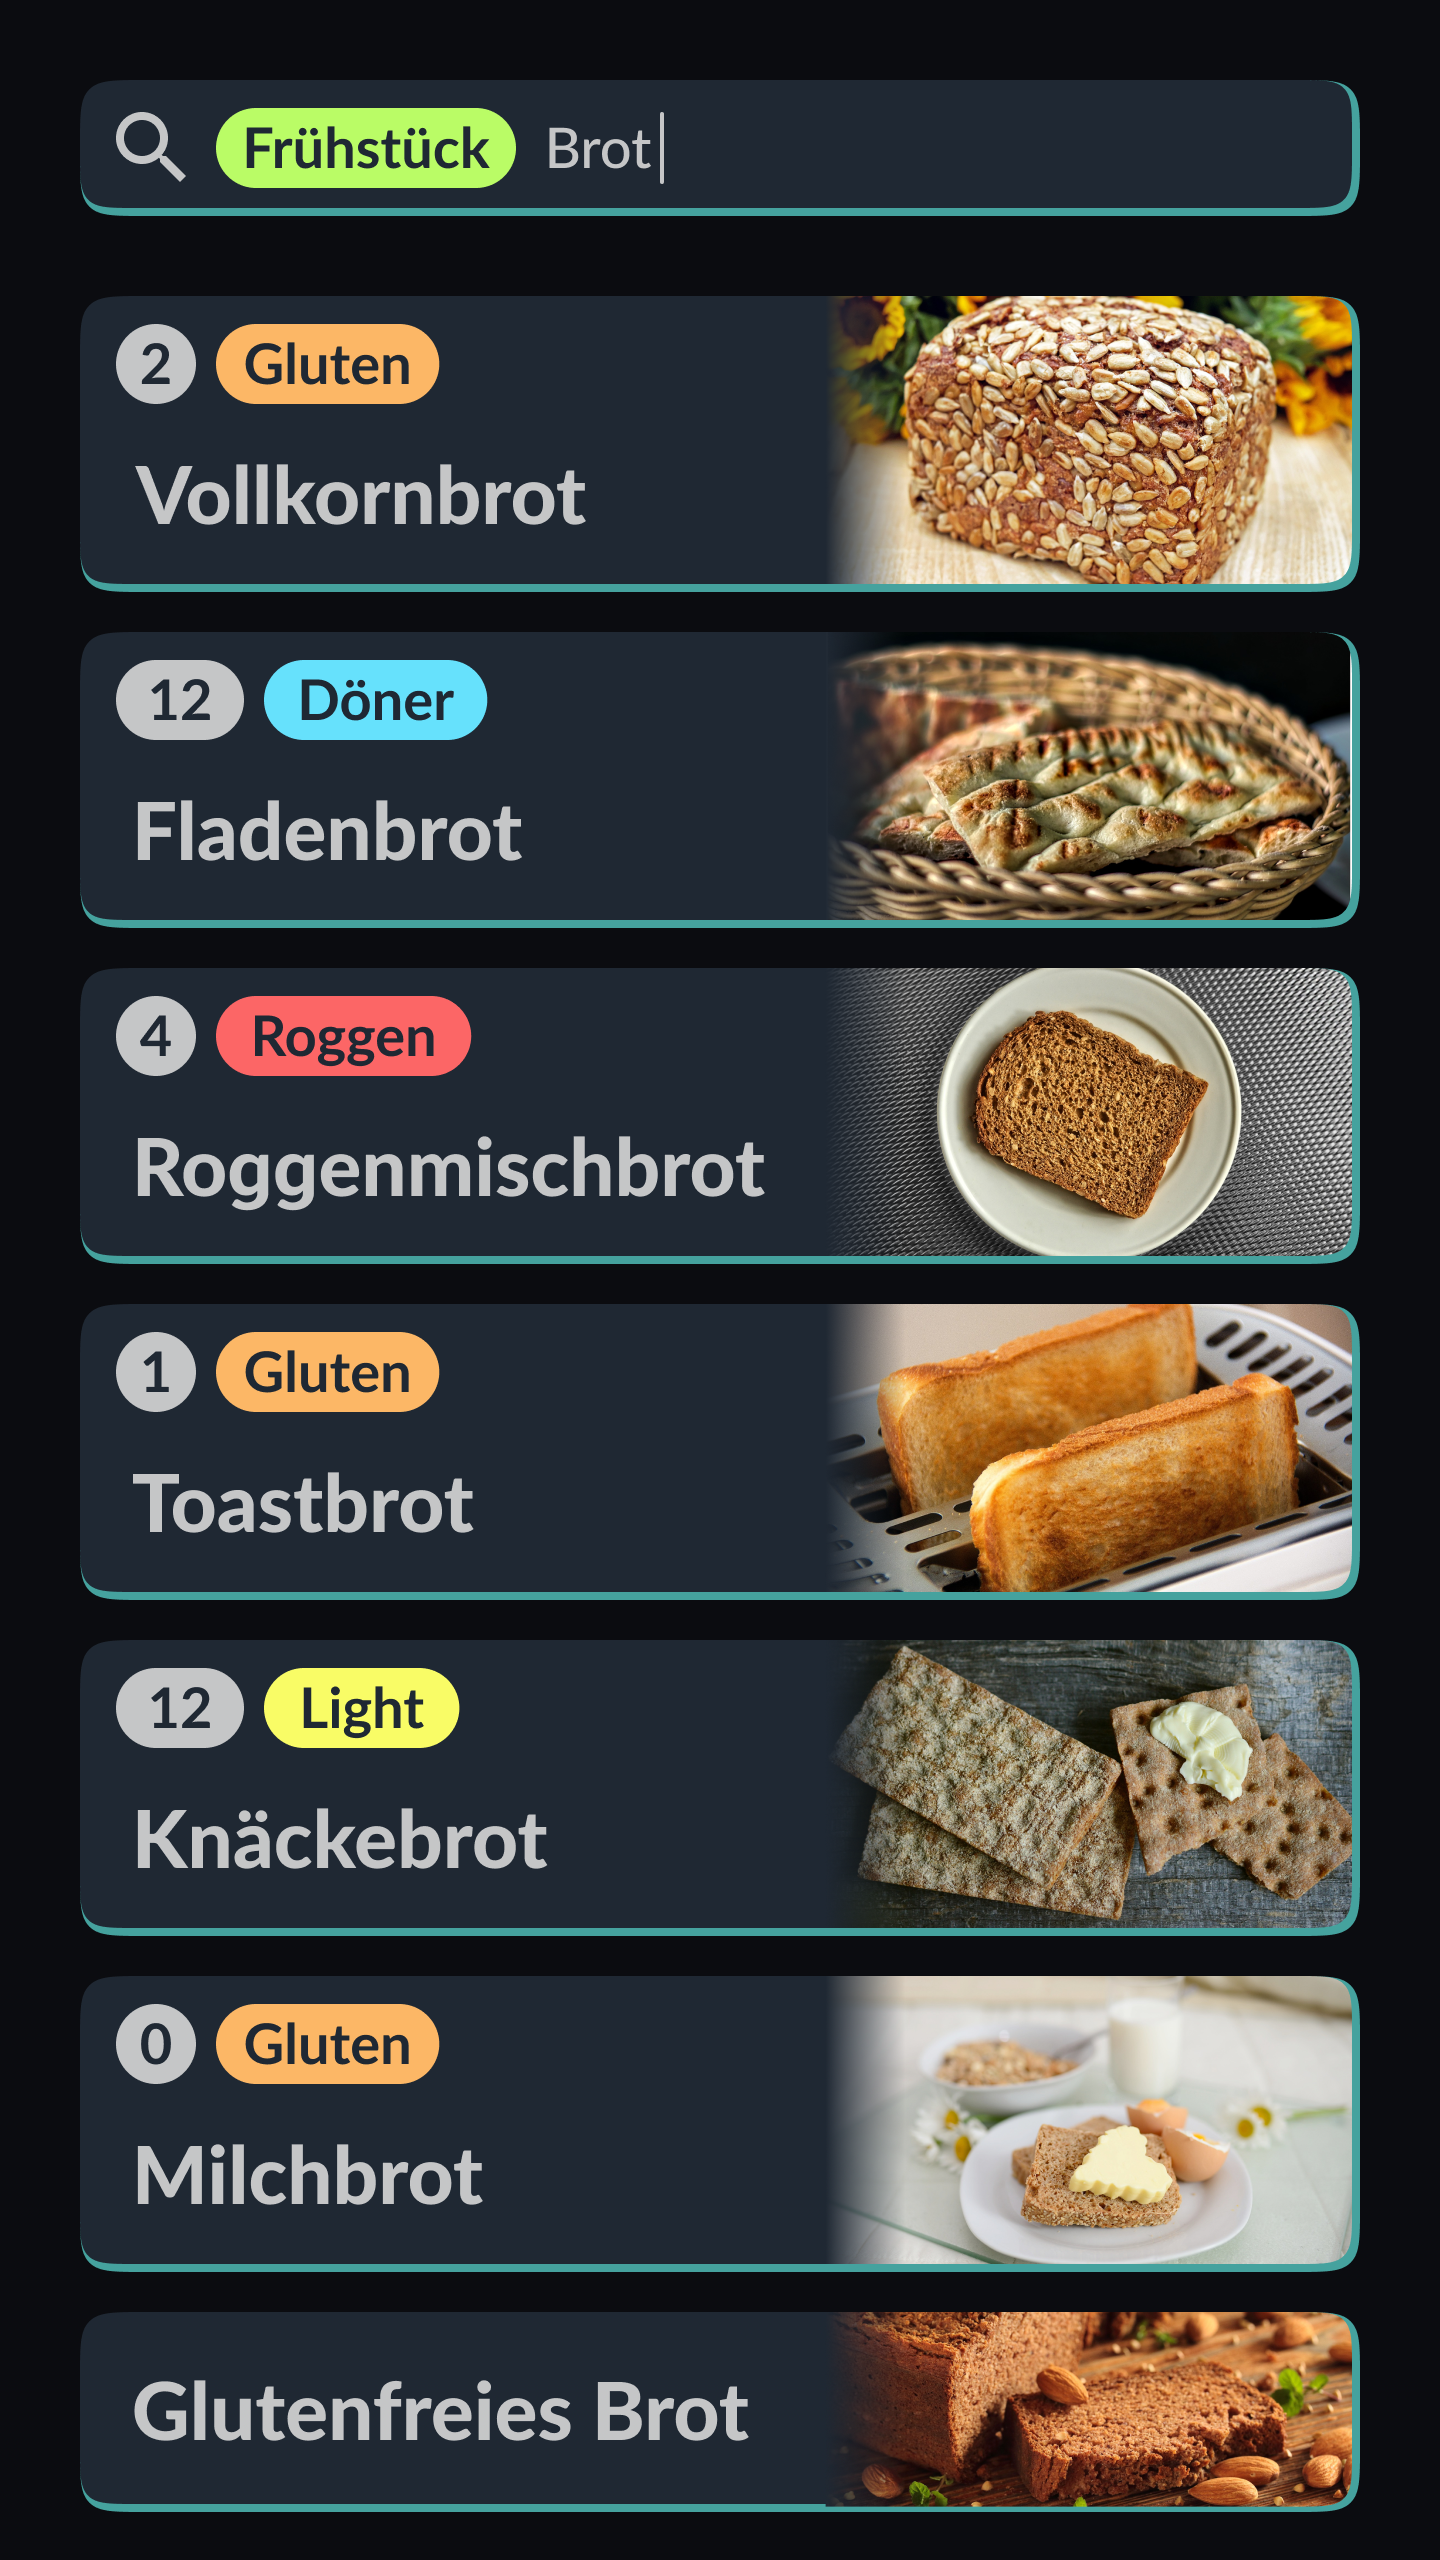 Frühstück Brot
2 Gluten
Vollkornbrot
12 Döner
Fladenbrot
4 Roggen
Roggenmischbrot
1 Gluten
Toastbrot
12 Light
Knäckebrot
0 Gluten
Milchbrot
Glutenfreies Brot